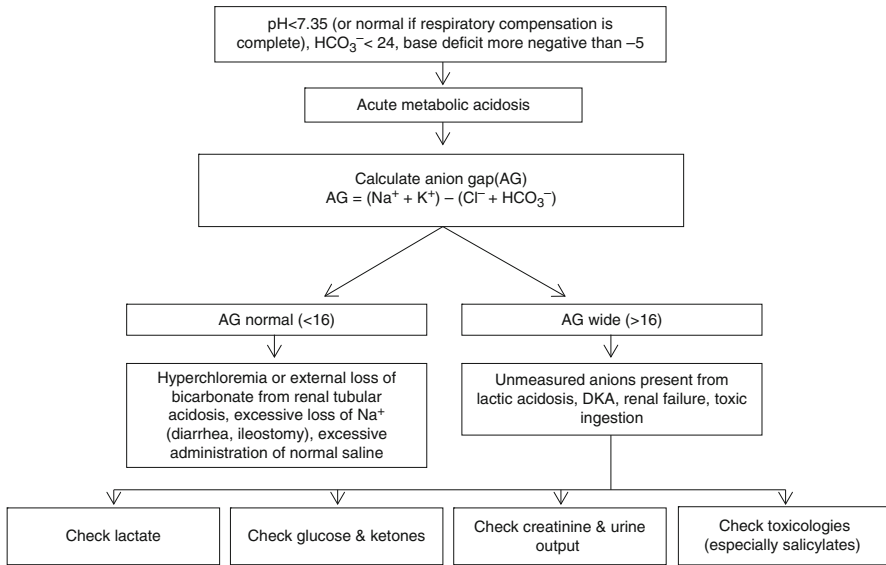 pH<7.35 (or normal if respiratory compensation is
complete), HCO₃⁻< 24, base deficit more negative than –5
Acute metabolic acidosis
Calculate anion gap(AG)
AG = (Na⁺ + K⁺) – (Cl⁻ + HCO₃⁻)
AG normal (<16)
AG wide (>16)
Hyperchloremia or external loss of
bicarbonate from renal tubular
acidosis, excessive loss of Na⁺
(diarrhea, ileostomy), excessive
administration of normal saline
Unmeasured anions present from
lactic acidosis, DKA, renal failure, toxic
ingestion
Check lactate
Check glucose & ketones
Check creatinine & urine
output
Check toxicologies
(especially salicylates)